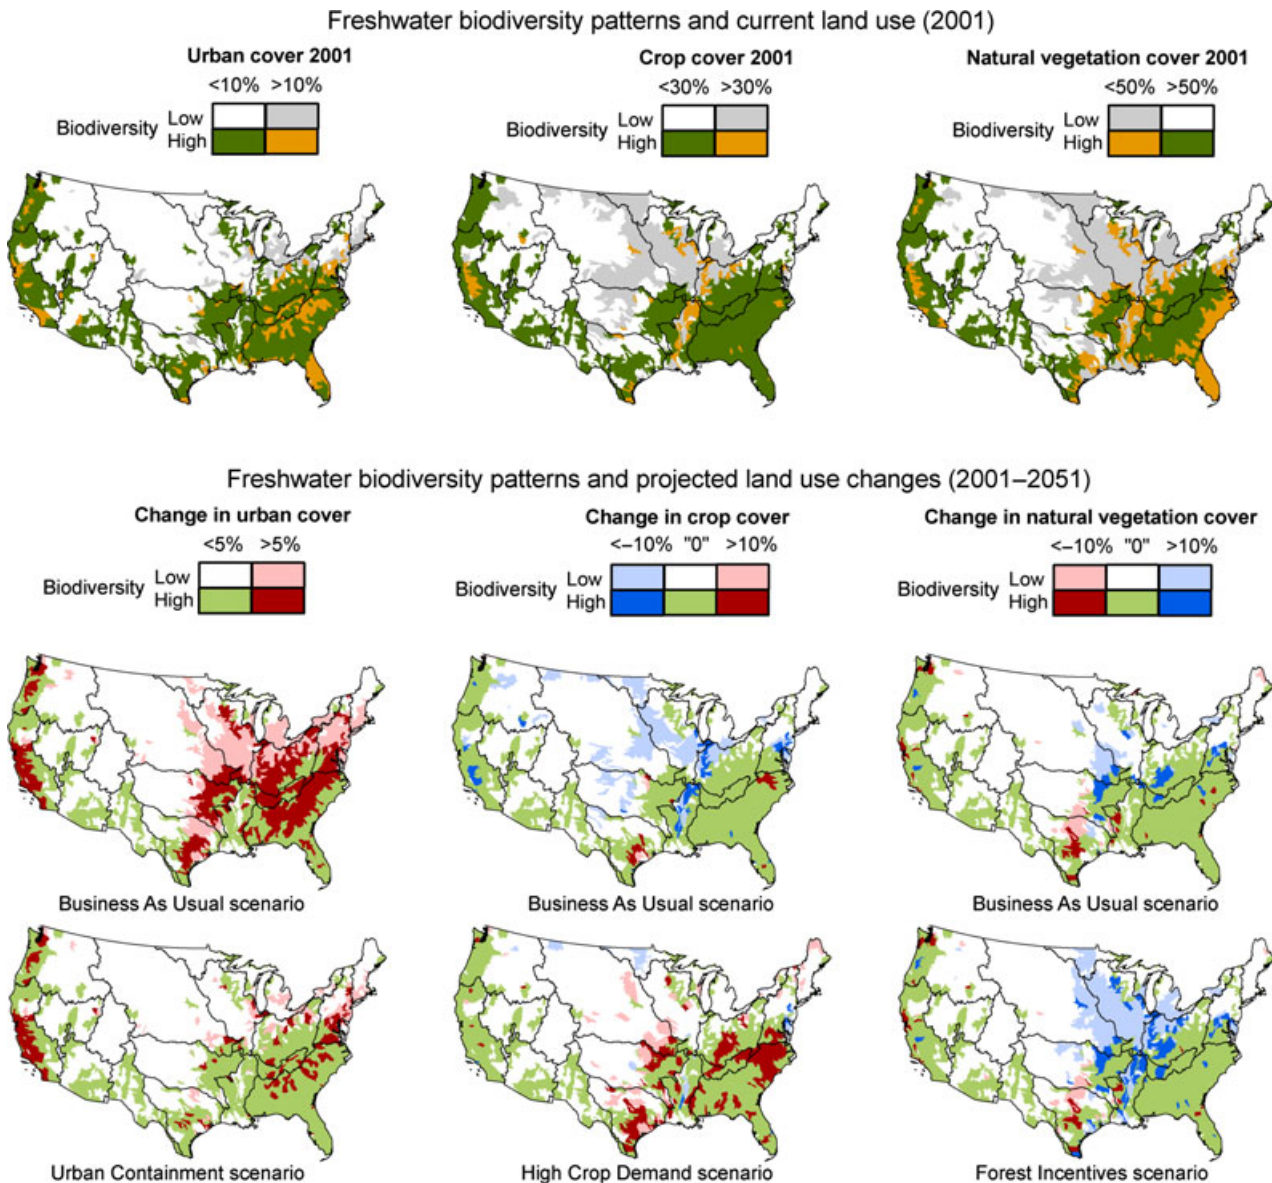 Freshwater biodiversity patterns and current land use (2001)
Urban cover 2001
<10% >10%
Biodiversity
Low
High
Crop cover 2001
<30% >30%
Biodiversity
Low
High
Natural vegetation cover 2001
<50% >50%
Biodiversity
Low
High
Freshwater biodiversity patterns and projected land use changes (2001–2051)
Change in urban cover
<5% >5%
Biodiversity
Low
High
Change in crop cover
<–10% "0" >10%
Biodiversity
Low
High
Change in natural vegetation cover
<–10% "0" >10%
Biodiversity
Low
High
Business As Usual scenario
Business As Usual scenario
Business As Usual scenario
Urban Containment scenario
High Crop Demand scenario
Forest Incentives scenario